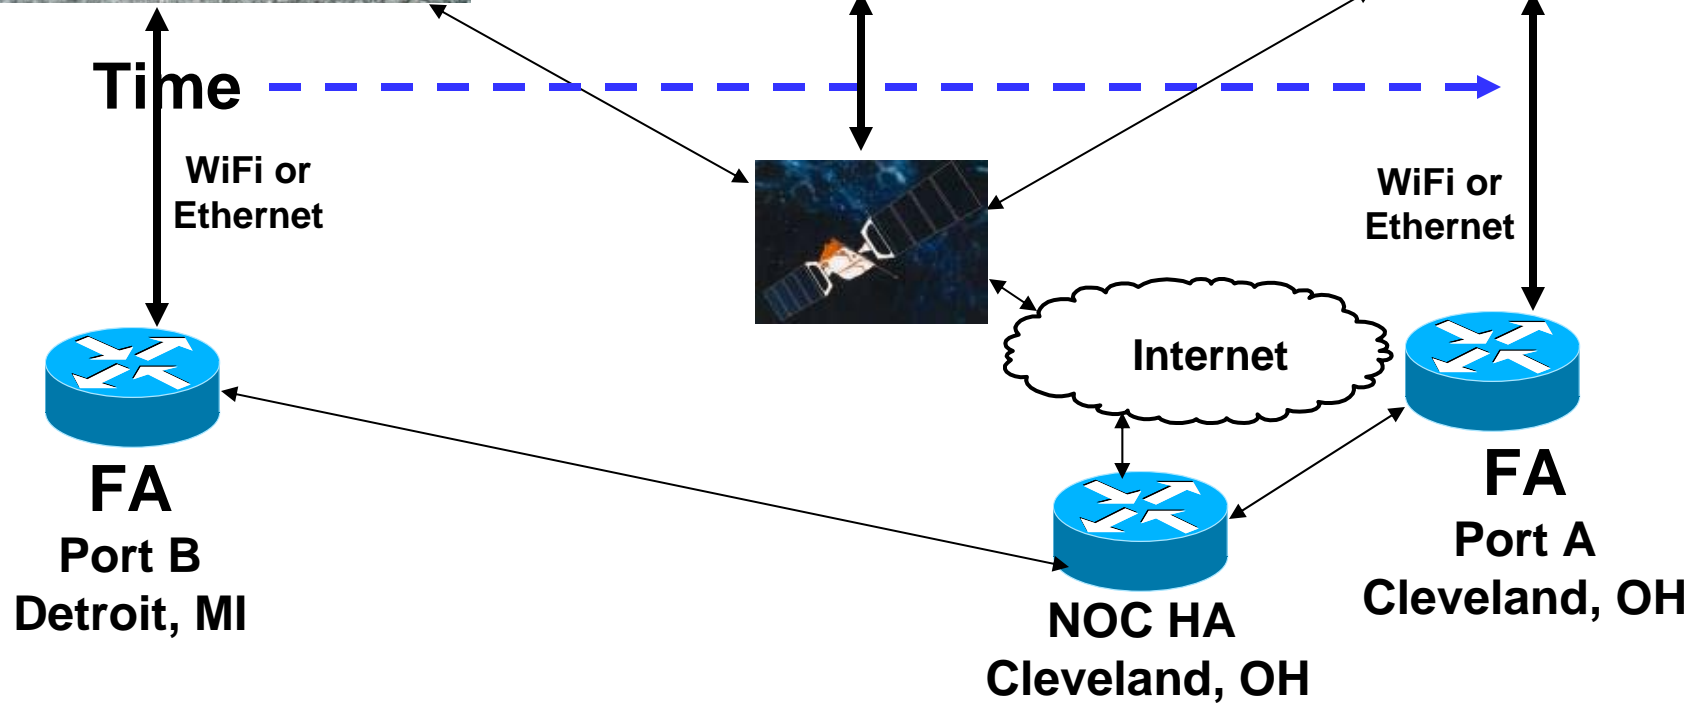 Time
WiFi or
Ethernet
WiFi or
Ethernet
Internet
FA
Port B
Detroit, MI
NOC HA
Cleveland, OH
FA
Port A
Cleveland, OH